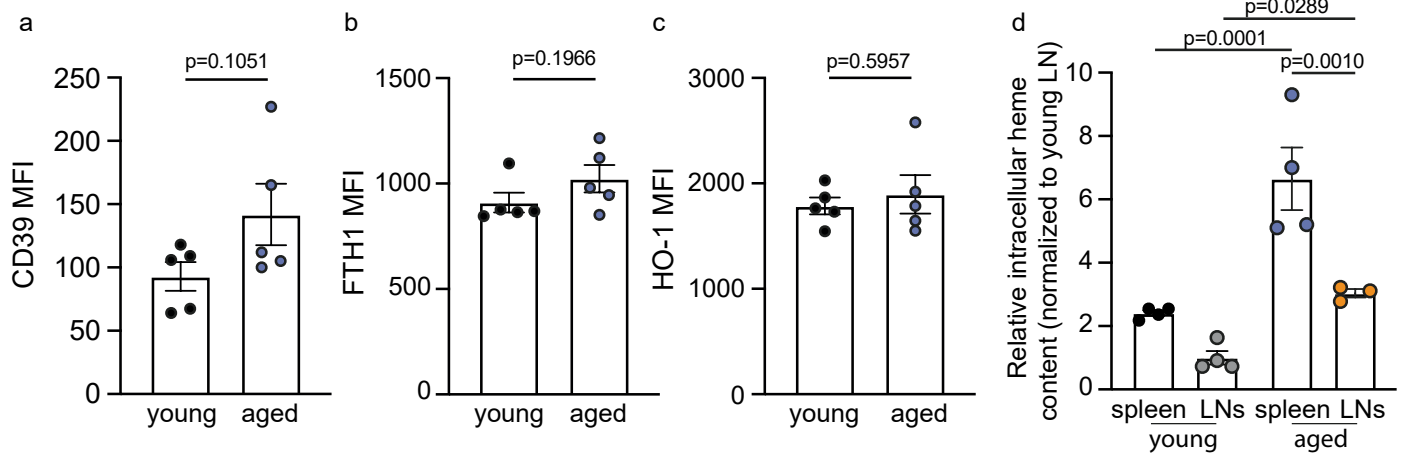 a
p=0.1051
CD39 MFI
250
200
150
100
50
0
young aged
b
p=0.1966
FTH1 MFI
1500
1000
500
0
young aged
c
p=0.5957
HO-1 MFI
3000
2000
1000
0
young aged
d
p=0.0289
p=0.0001
p=0.0010
Relative intracellular heme
content (normalized to young LN)
10
8
6
4
2
0
spleen LNs spleen LNs
young aged